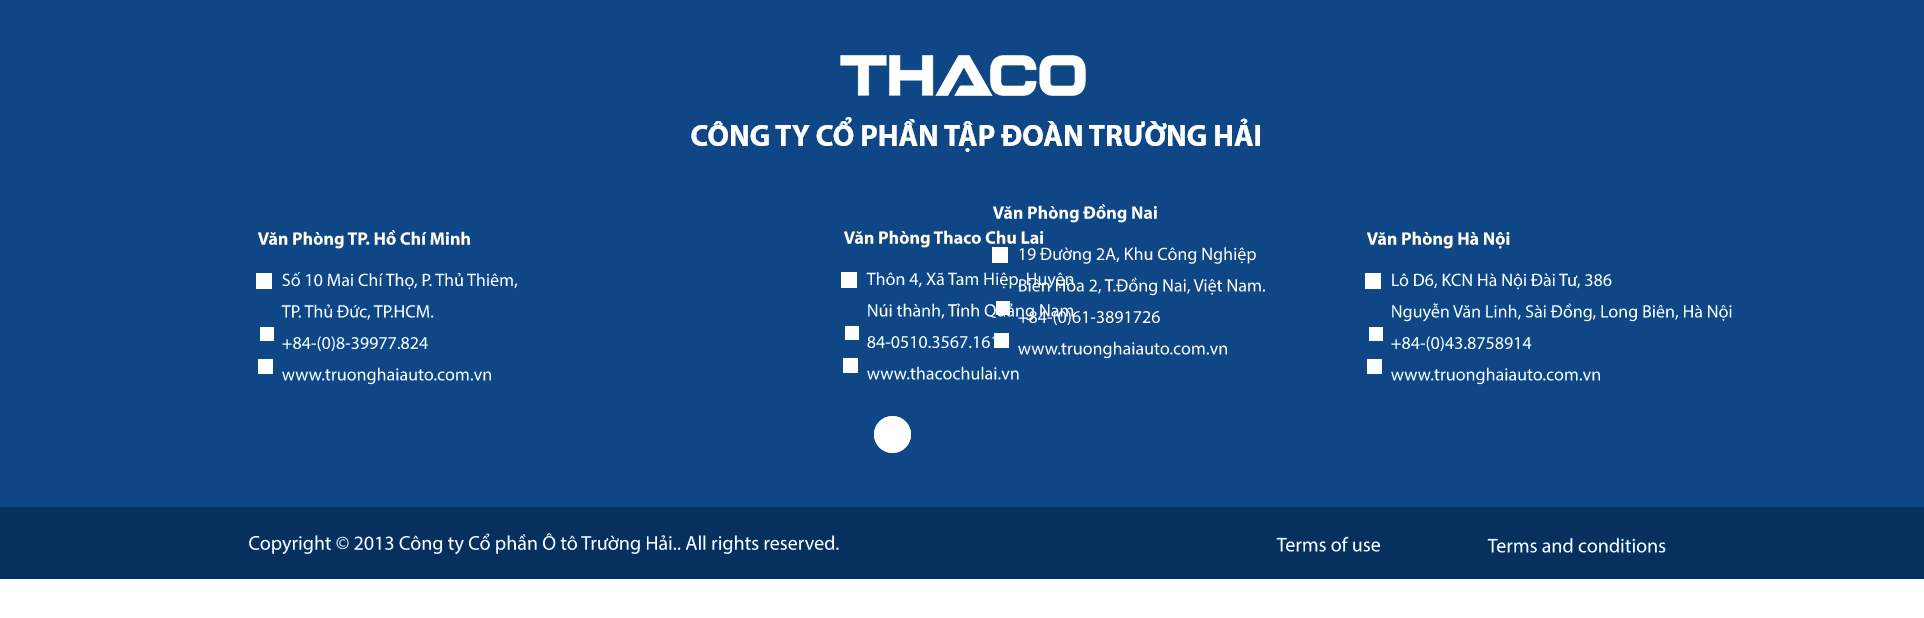 THACO
CÔNG TY CỔ PHẦN TẬP ĐOÀN TRƯỜNG HẢI
Văn Phòng TP. Hồ Chí Minh
Số 10 Mai Chí Thọ, P. Thủ Thiêm,
TP. Thủ Đức, TP.HCM.
+84-(0)8-39977.824
www.truonghaiauto.com.vn
Văn Phòng Thaco Chu Lai
Thôn 4, Xã Tam Hiệp, Huyện
Núi thành, Tỉnh Quảng Nam
www.thacochulai.vn
Văn Phòng Đồng Nai
19 Đường 2A, Khu Công Nghiệp
Biên Hòa 2, T.Đồng Nai, Việt Nam.
+84-(0)61-3891726
www.truonghaiauto.com.vn
Văn Phòng Hà Nội
Lô D6, KCN Hà Nội Đài Tư, 386
Nguyễn Văn Linh, Sài Đồng, Long Biên, Hà Nội
+84-(0)43.8758914
www.truonghaiauto.com.vn
Copyright © 2013 Công ty Cổ phần Ô tô Trường Hải.. All rights reserved.
Terms of use
Terms and conditions